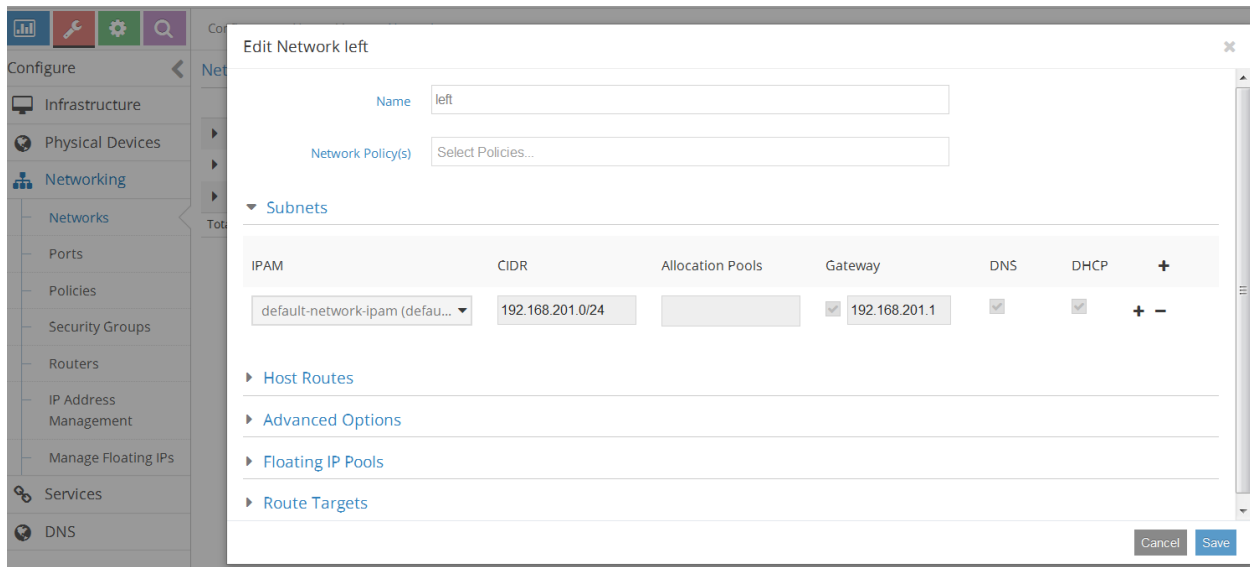 Edit Network left
Configure
Infrastructure
Physical Devices
Networking
Networks
Ports
Policies
Security Groups
Routers
IP Address
Management
Manage Floating IPs
Services
DNS
Name left
Network Policy(s) Select Policies...
Subnets
IPAM CIDR Allocation Pools Gateway DNS DHCP +
default-network-ipam (defau... 192.168.201.0/24 192.168.201.1 + −
Host Routes
Advanced Options
Floating IP Pools
Route Targets
Cancel Save